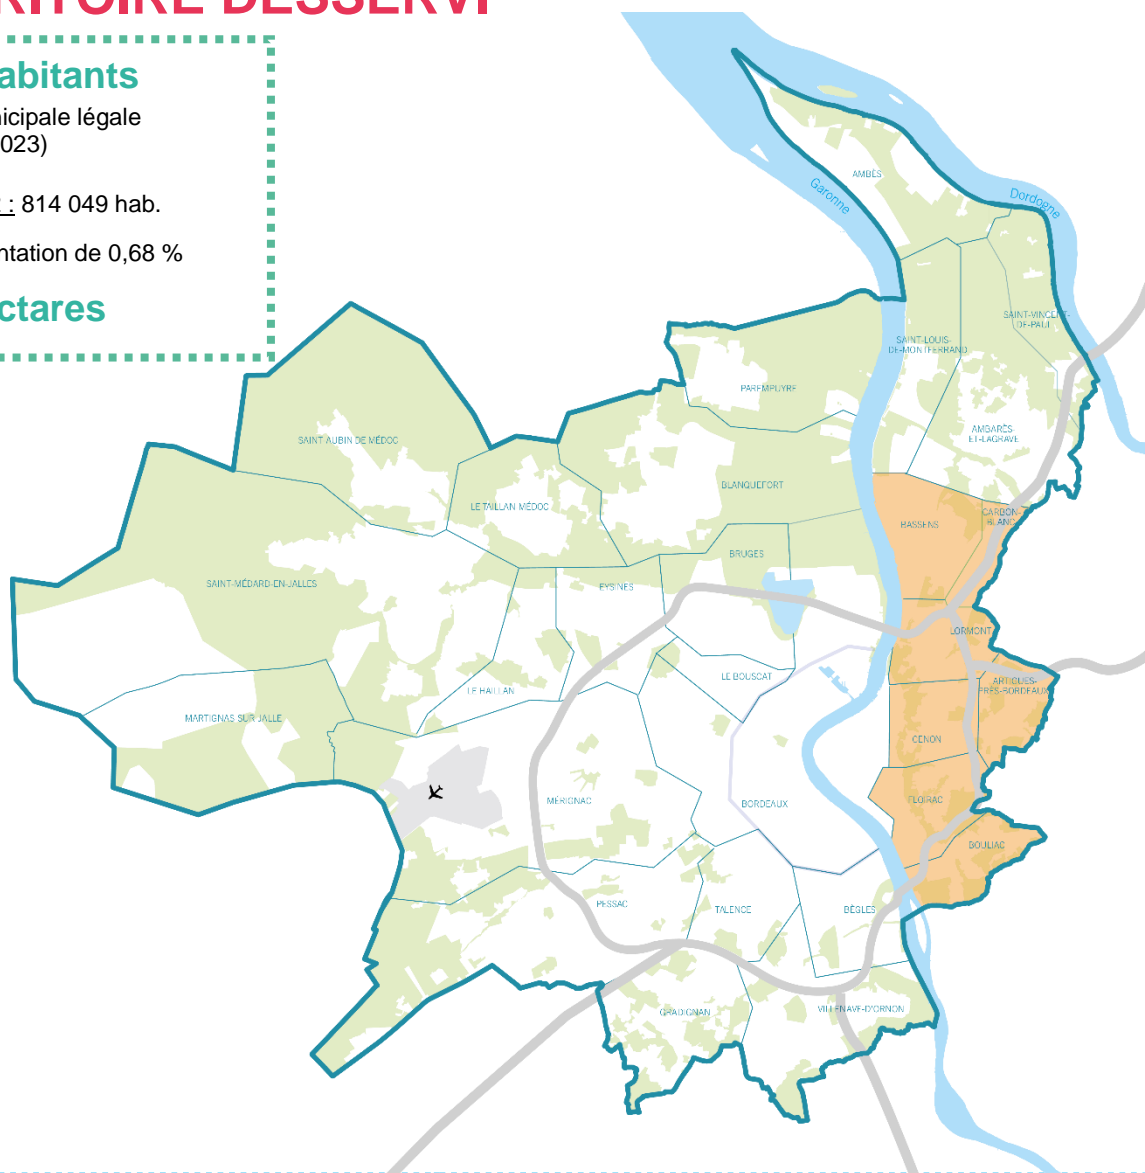 RITOIRE DESSERVI
abitants
nicipale légale
2023)
: 814 049 hab.
ntation de 0,68 %
ctares
Garonne
Dordogne
AMBÈS
SAINT-VINCENT-
DE-PAUL
SAINT-LOUIS-
DE-MONTFERRAND
PAREMPUYRE
AMBARÈS-
ET-LAGRAVE
SAINT AUBIN DE MÉDOC
BLANQUEFORT
LE TAILLAN MÉDOC
CARBON-
BLANC
BASSENS
BRUGES
SAINT-MÉDARD-EN-JALLES
EYSINES
LORMONT
LE BOUSCAT
ARTIGUES-
PRÈS-BORDEAUX
LE HAILLAN
MARTIGNAS SUR JALLE
CENON
MÉRIGNAC
BORDEAUX
FLOIRAC
BOULIAC
PESSAC
TALENCE
BÈGLES
GRADIGNAN
VILLENAVE-D'ORNON